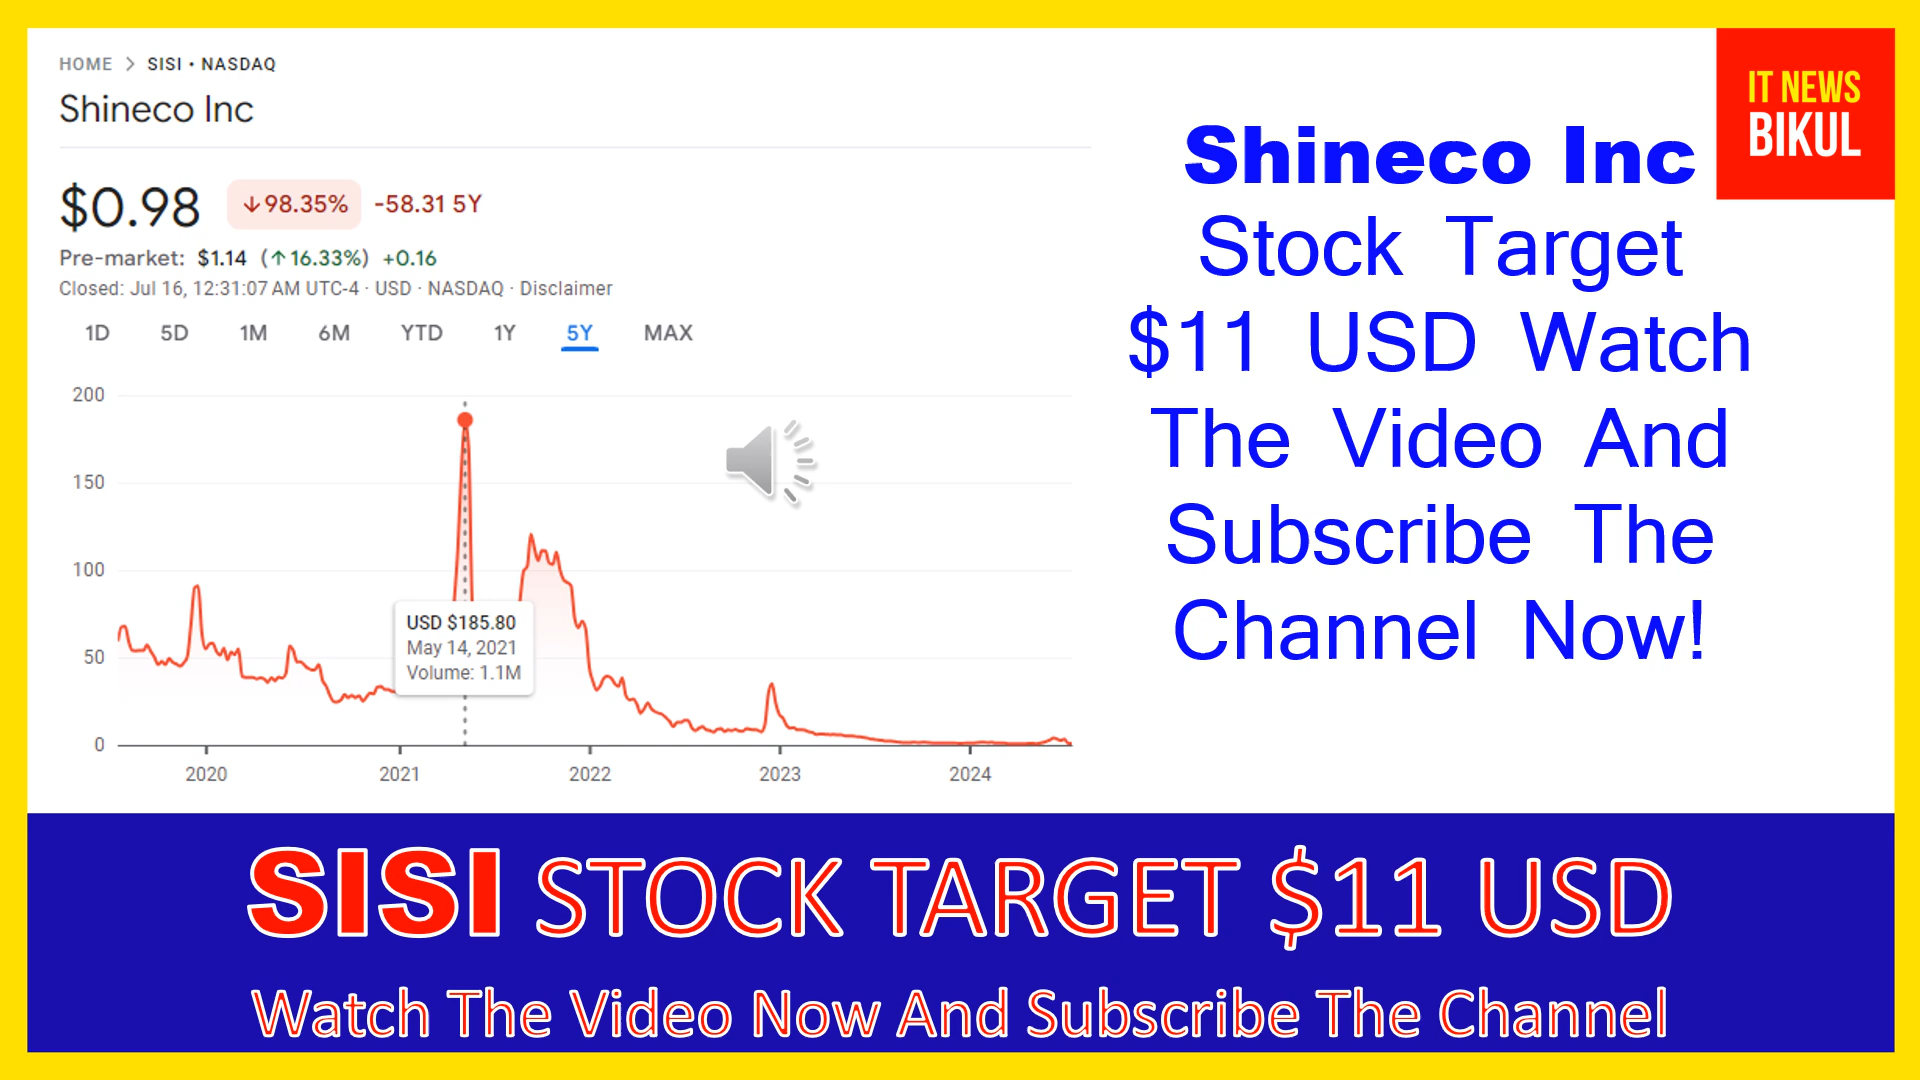 HOME > SISI • NASDAQ
Shineco Inc
$0.98 ↓98.35% -58.31 5Y
Pre-market: $1.14 (↑16.33%) +0.16
Closed: Jul 16, 12:31:07 AM UTC-4 · USD · NASDAQ · Disclaimer
1D 5D 1M 6M YTD 1Y 5Y MAX
200
150
100
50
0
USD $185.80
May 14, 2021
Volume: 1.1M
2020 2021 2022 2023 2024
IT NEWS
BIKUL
Shineco Inc
Stock Target
$11 USD Watch
The Video And
Subscribe The
Channel Now!
SISI STOCK TARGET $11 USD
Watch The Video Now And Subscribe The Channel